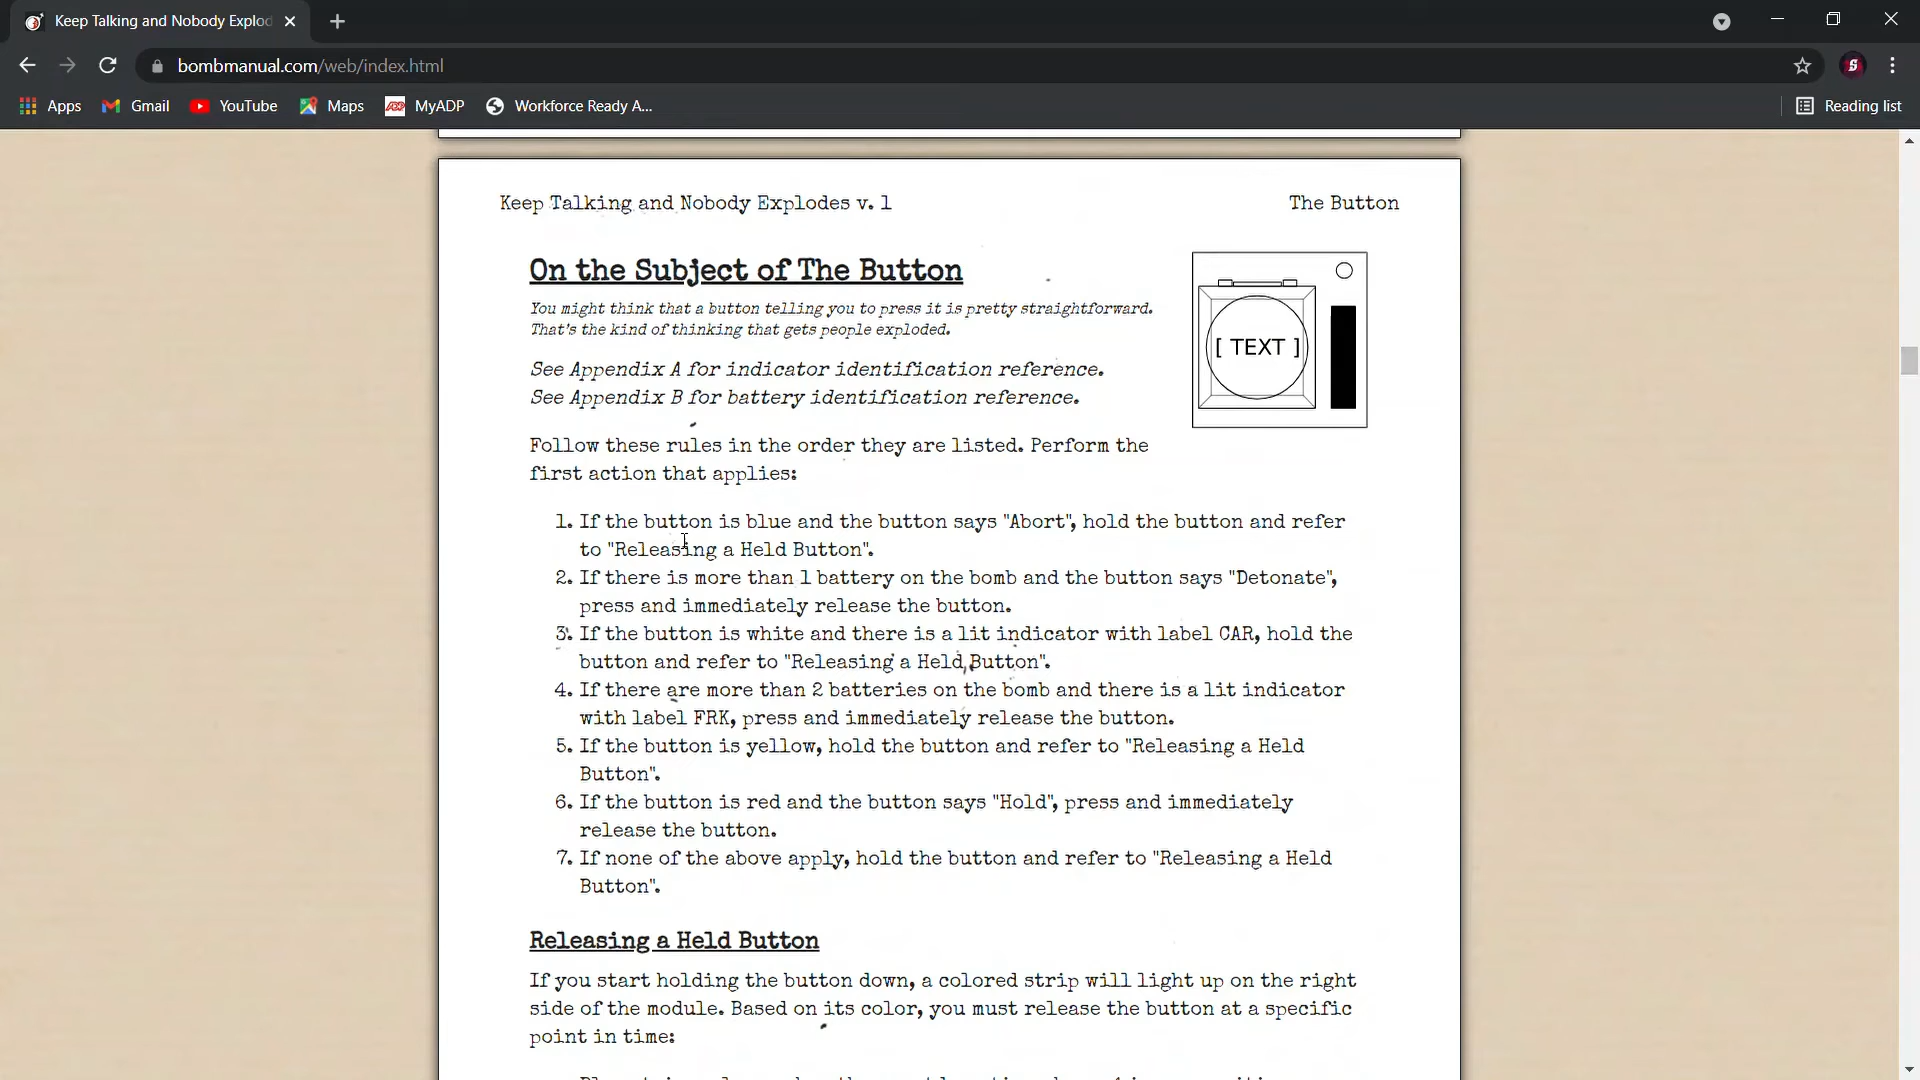 Keep Talking and Nobody Explod
bombmanual.com/web/index.html
Apps
Gmail
YouTube
Maps
MyADP
Workforce Ready A...
Reading list
Keep Talking and Nobody Explodes v. 1
The Button
On the Subject of The Button
You might think that a button telling you to press it is pretty straightforward.
That's the kind of thinking that gets people exploded.
See Appendix A for indicator identification reference.
See Appendix B for battery identification reference.
[ TEXT ]
Follow these rules in the order they are listed. Perform the
first action that applies:
1. If the button is blue and the button says "Abort", hold the button and refer
to "Releasing a Held Button".
2. If there is more than 1 battery on the bomb and the button says "Detonate",
press and immediately release the button.
3. If the button is white and there is a lit indicator with label CAR, hold the
button and refer to "Releasing a Held Button".
4. If there are more than 2 batteries on the bomb and there is a lit indicator
with label FRK, press and immediately release the button.
5. If the button is yellow, hold the button and refer to "Releasing a Held
Button".
6. If the button is red and the button says "Hold", press and immediately
release the button.
7. If none of the above apply, hold the button and refer to "Releasing a Held
Button".
Releasing a Held Button
If you start holding the button down, a colored strip will light up on the right
side of the module. Based on its color, you must release the button at a specific
point in time: